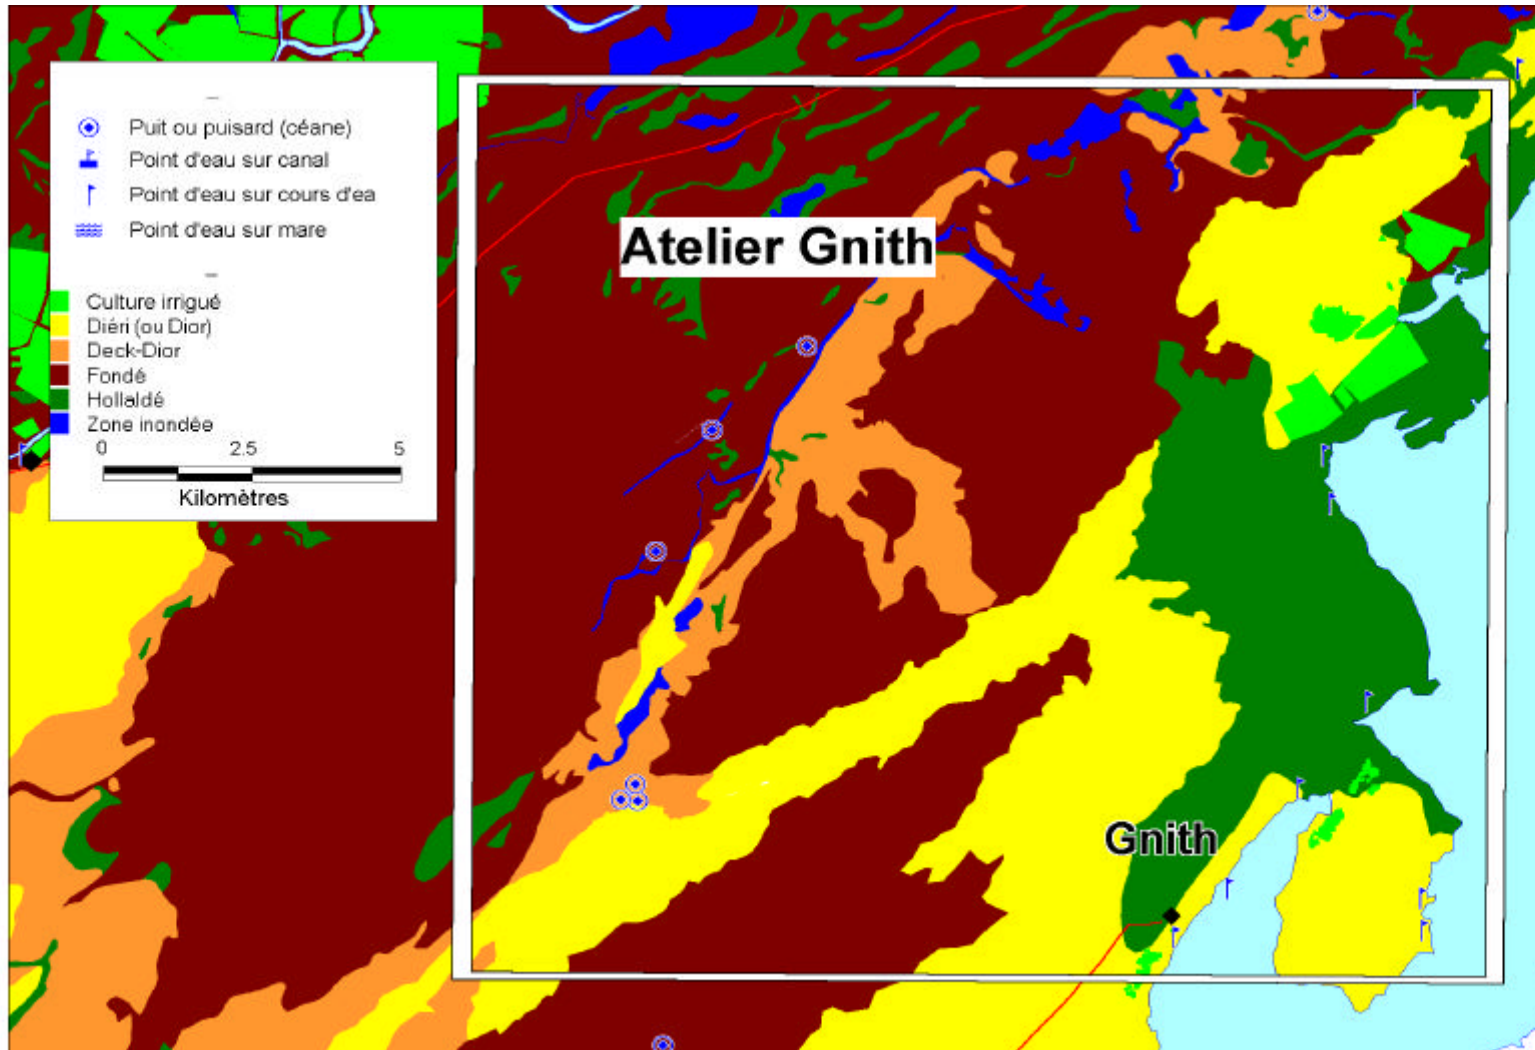 Puit ou puisard (céane)
Point d'eau sur canal
Point d'eau sur cours d'ea
Point d'eau sur mare
Culture irrigué
Diéri (ou Dior)
Deck-Dior
Fondé
Hollaldé
Zone inondée
0 2.5 5
Kilomètres
Atelier Gnith
Gnith